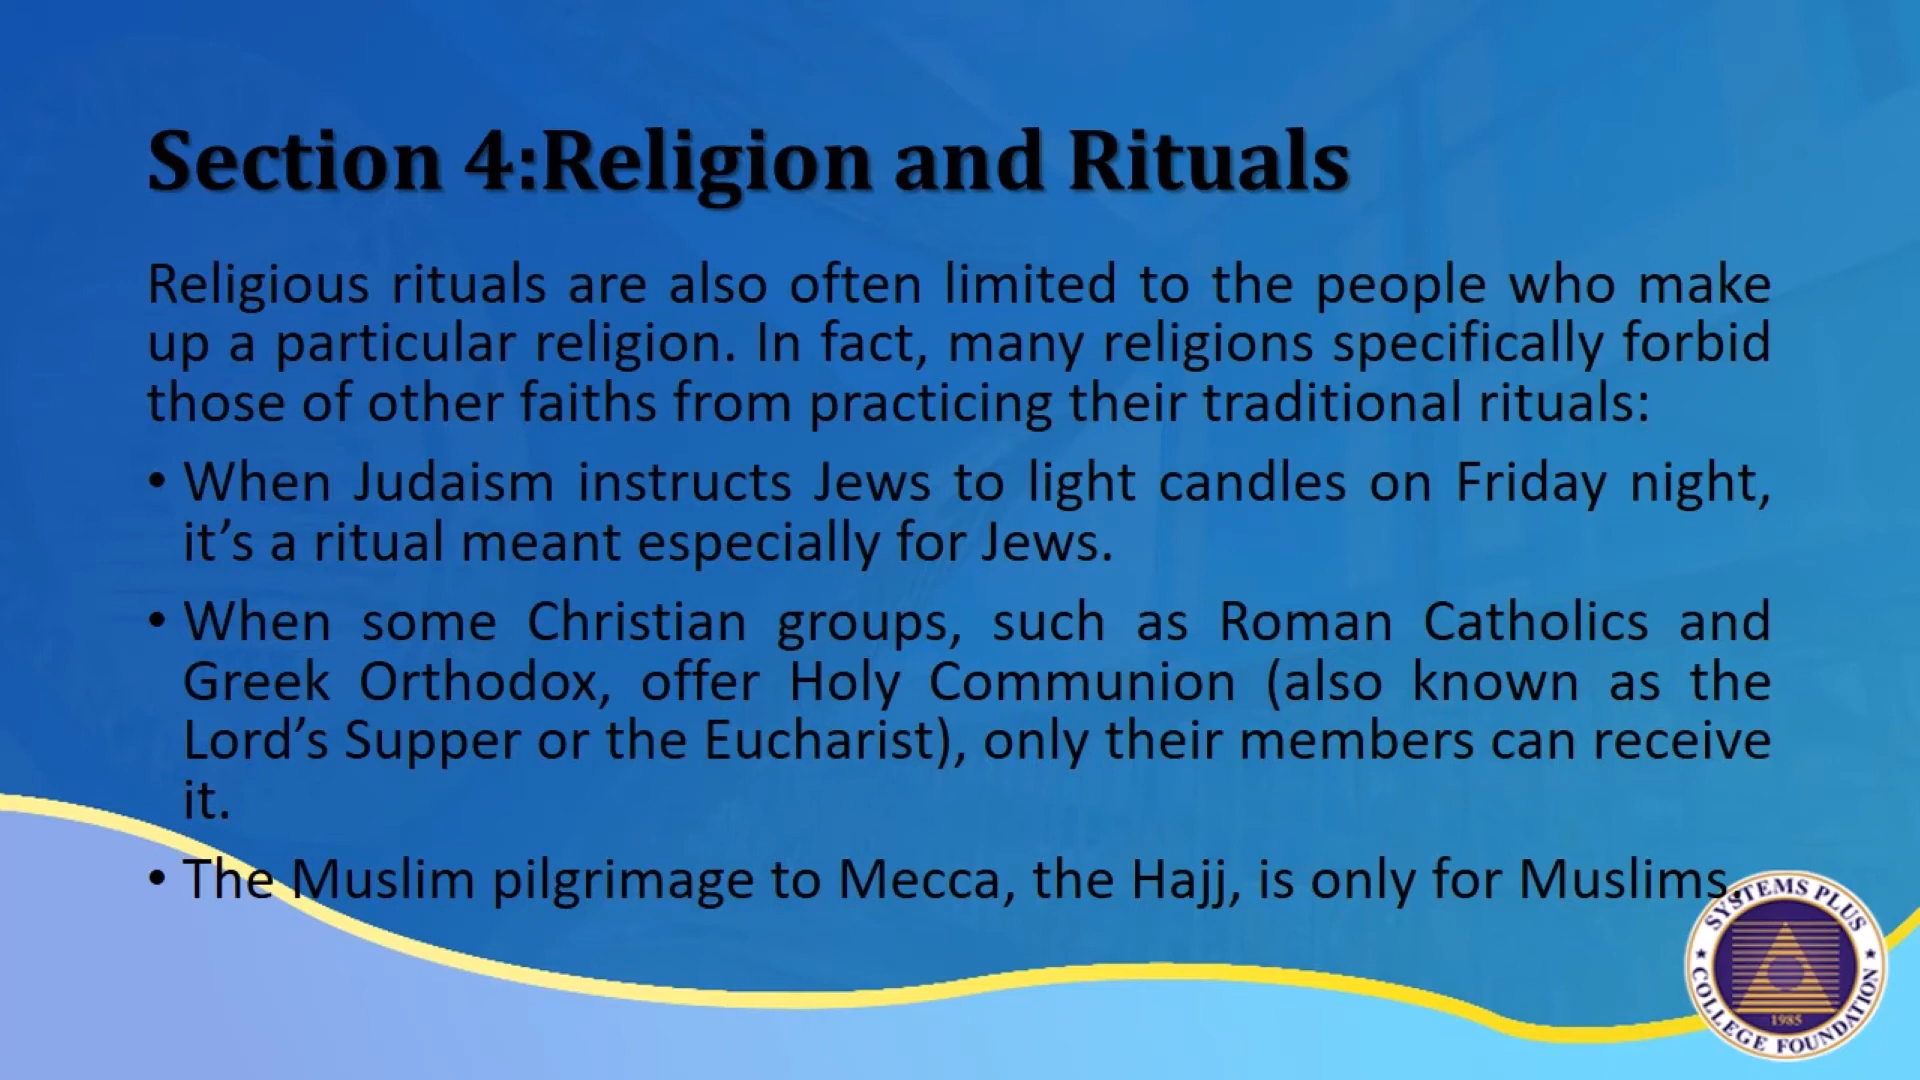 Section 4:Religion and Rituals
Religious rituals are also often limited to the people who make
up a particular religion. In fact, many religions specifically forbid
those of other faiths from practicing their traditional rituals:
• When Judaism instructs Jews to light candles on Friday night,
it’s a ritual meant especially for Jews.
• When some Christian groups, such as Roman Catholics and
Greek Orthodox, offer Holy Communion (also known as the
Lord’s Supper or the Eucharist), only their members can receive
it.
• The Muslim pilgrimage to Mecca, the Hajj, is only for Muslims.
SYSTEMS PLUS
COLLEGE FOUNDATION
1985